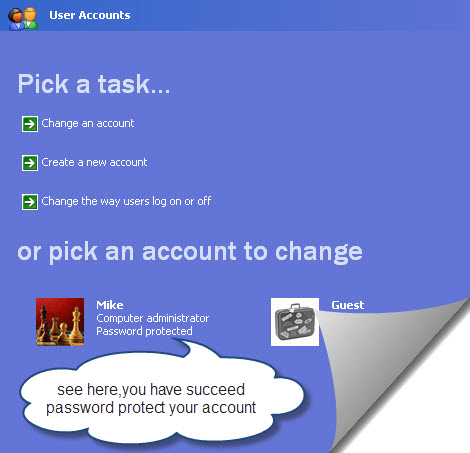 User Accounts
Pick a task...
Change an account
Create a new account
Change the way users log on or off
or pick an account to change
Mike
Computer administrator
Password protected
Guest
see here,you have succeed
password protect your account